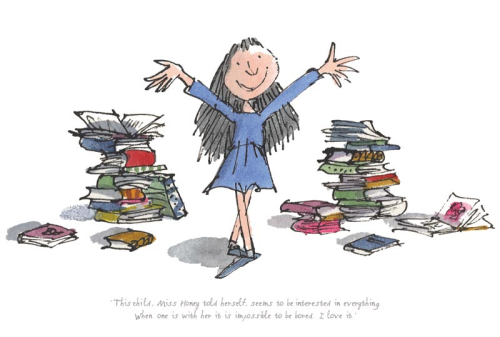 "This child, Miss Honey told herself, seems to be interested in everything.
When one is with her it is impossible to be bored. I love it."